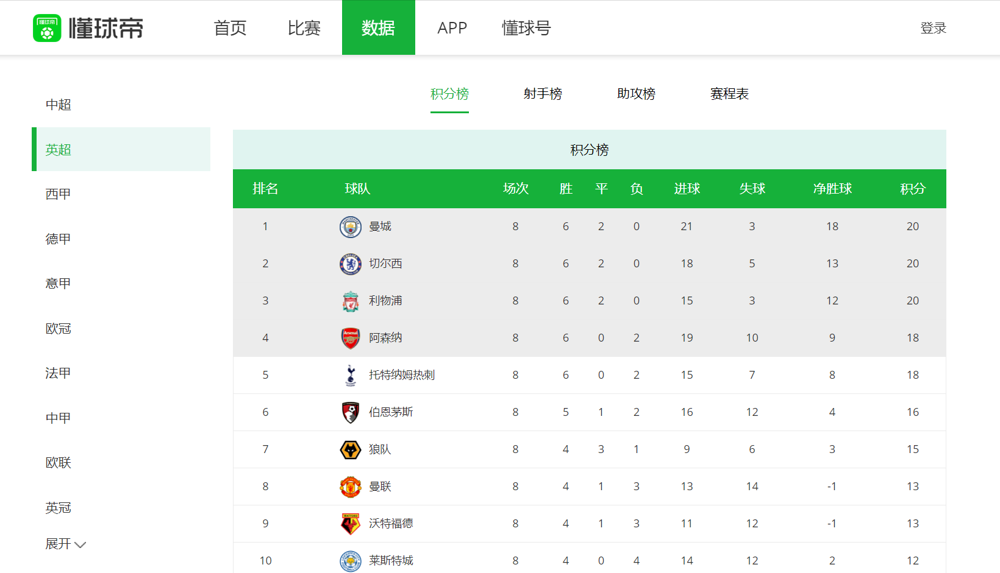 懂球帝 首页 比赛 数据 APP 懂球号 登录
积分榜 射手榜 助攻榜 赛程表
中超
英超
西甲
德甲
意甲
欧冠
法甲
中甲
欧联
英冠
展开
积分榜
排名 球队 场次 胜 平 负 进球 失球 净胜球 积分
1 曼城 8 6 2 0 21 3 18 20
2 切尔西 8 6 2 0 18 5 13 20
3 利物浦 8 6 2 0 15 3 12 20
4 阿森纳 8 6 0 2 19 10 9 18
5 托特纳姆热刺 8 6 0 2 15 7 8 18
6 伯恩茅斯 8 5 1 2 16 12 4 16
7 狼队 8 4 3 1 9 6 3 15
8 曼联 8 4 1 3 13 14 -1 13
9 沃特福德 8 4 1 3 11 12 -1 13
10 莱斯特城 8 4 0 4 14 12 2 12